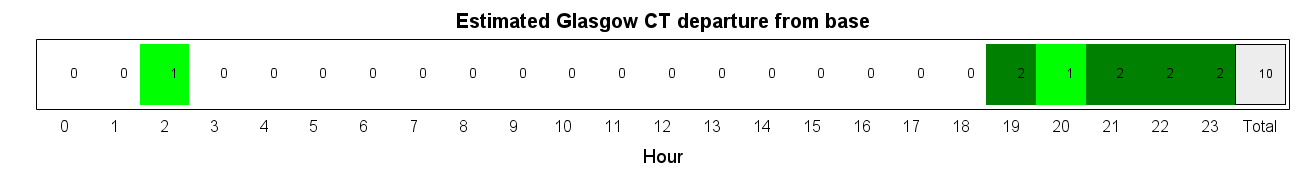 Estimated Glasgow CT departure from base
0 0 1 0 0 0 0 0 0 0 0 0 0 0 0 0 0 0 0 2 1 2 2 2 10
0 1 2 3 4 5 6 7 8 9 10 11 12 13 14 15 16 17 18 19 20 21 22 23 Total
Hour